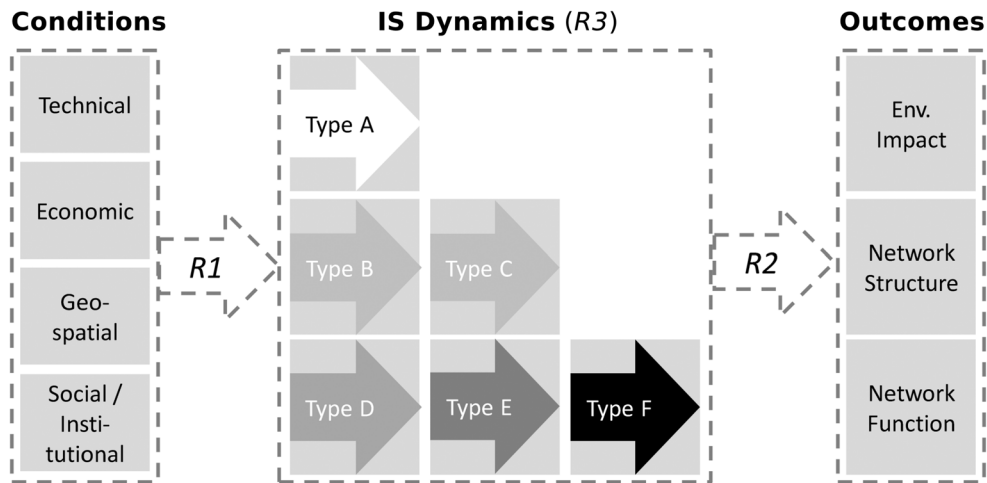 Conditions
Technical
Economic
Geo-
spatial
Social /
Insti-
tutional
R1
IS Dynamics (R3)
Type A
Type B
Type C
Type D
Type E
Type F
R2
Outcomes
Env.
Impact
Network
Structure
Network
Function